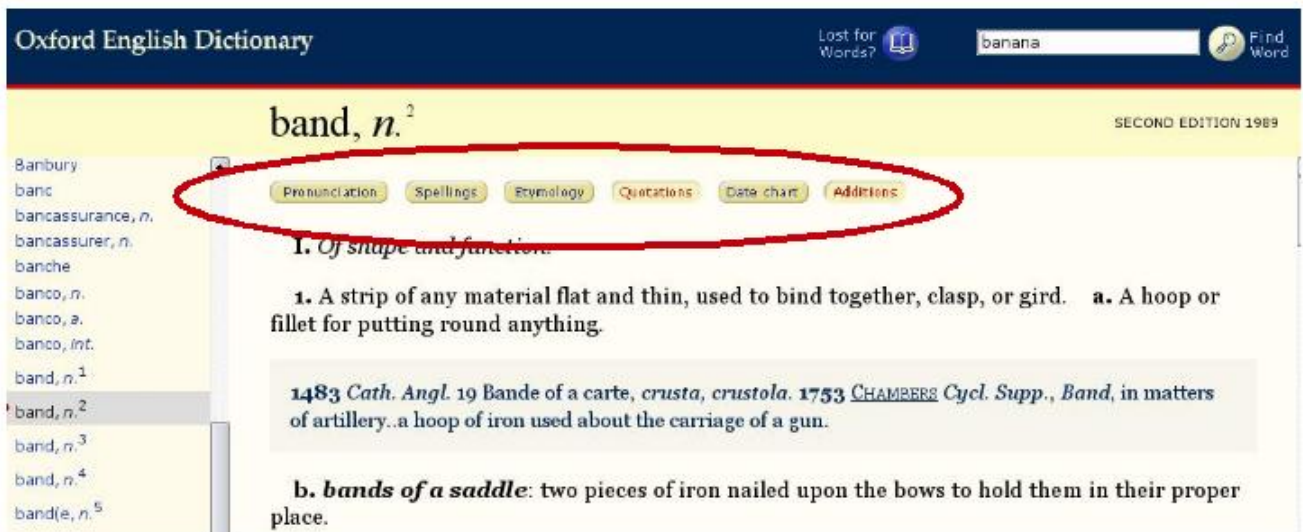 Oxford English Dictionary
Lost for
Words?
banana
Find
Word
band, n.²
SECOND EDITION 1989
Banbury
banc
bancassurance, n.
bancassurer, n.
banche
banco, n.
banco, a.
banco, int.
band, n.¹
band, n.²
band, n.³
band, n.⁴
band(e, n.⁵
Pronunciation Spellings Etymology Quotations Date chart Additions
I. Of shape and function.
1. A strip of any material flat and thin, used to bind together, clasp, or gird. a. A hoop or
fillet for putting round anything.
1483 Cath. Angl. 19 Bande of a carte, crusta, crustola. 1753 CHAMBERS Cycl. Supp., Band, in matters
of artillery..a hoop of iron used about the carriage of a gun.
b. bands of a saddle: two pieces of iron nailed upon the bows to hold them in their proper
place.